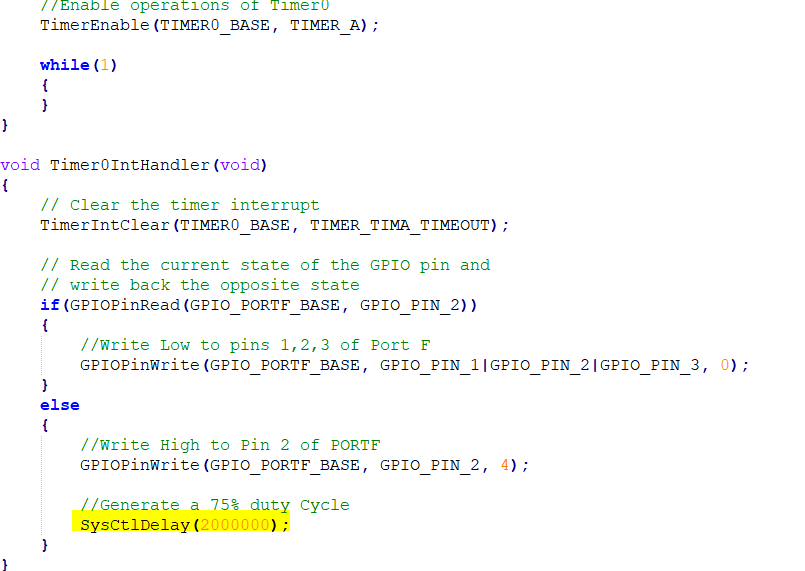 //Enable operations of Timer0
TimerEnable(TIMER0_BASE, TIMER_A);
while(1)
{
}
}
void Timer0IntHandler(void)
{
// Clear the timer interrupt
TimerIntClear(TIMER0_BASE, TIMER_TIMA_TIMEOUT);
// Read the current state of the GPIO pin and
// write back the opposite state
if(GPIOPinRead(GPIO_PORTF_BASE, GPIO_PIN_2))
{
//Write Low to pins 1,2,3 of Port F
GPIOPinWrite(GPIO_PORTF_BASE, GPIO_PIN_1|GPIO_PIN_2|GPIO_PIN_3, 0);
}
else
{
//Write High to Pin 2 of PORTF
GPIOPinWrite(GPIO_PORTF_BASE, GPIO_PIN_2, 4);
//Generate a 75% duty Cycle
SysCtlDelay(2000000);
}
}